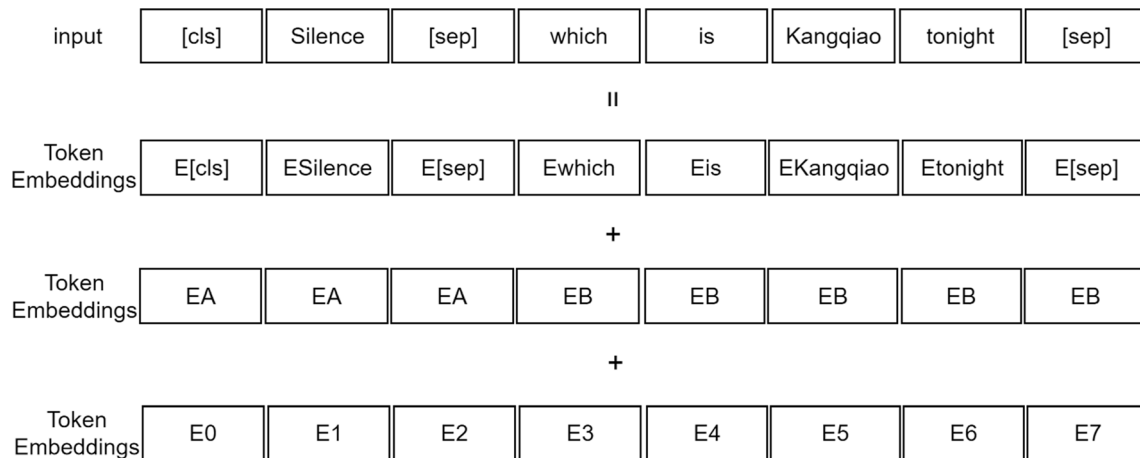 input [cls] Silence [sep] which is Kangqiao tonight [sep]
=
Token Embeddings E[cls] ESilence E[sep] Ewhich Eis EKangqiao Etonight E[sep]
+
Token Embeddings EA EA EA EB EB EB EB EB
+
Token Embeddings E0 E1 E2 E3 E4 E5 E6 E7